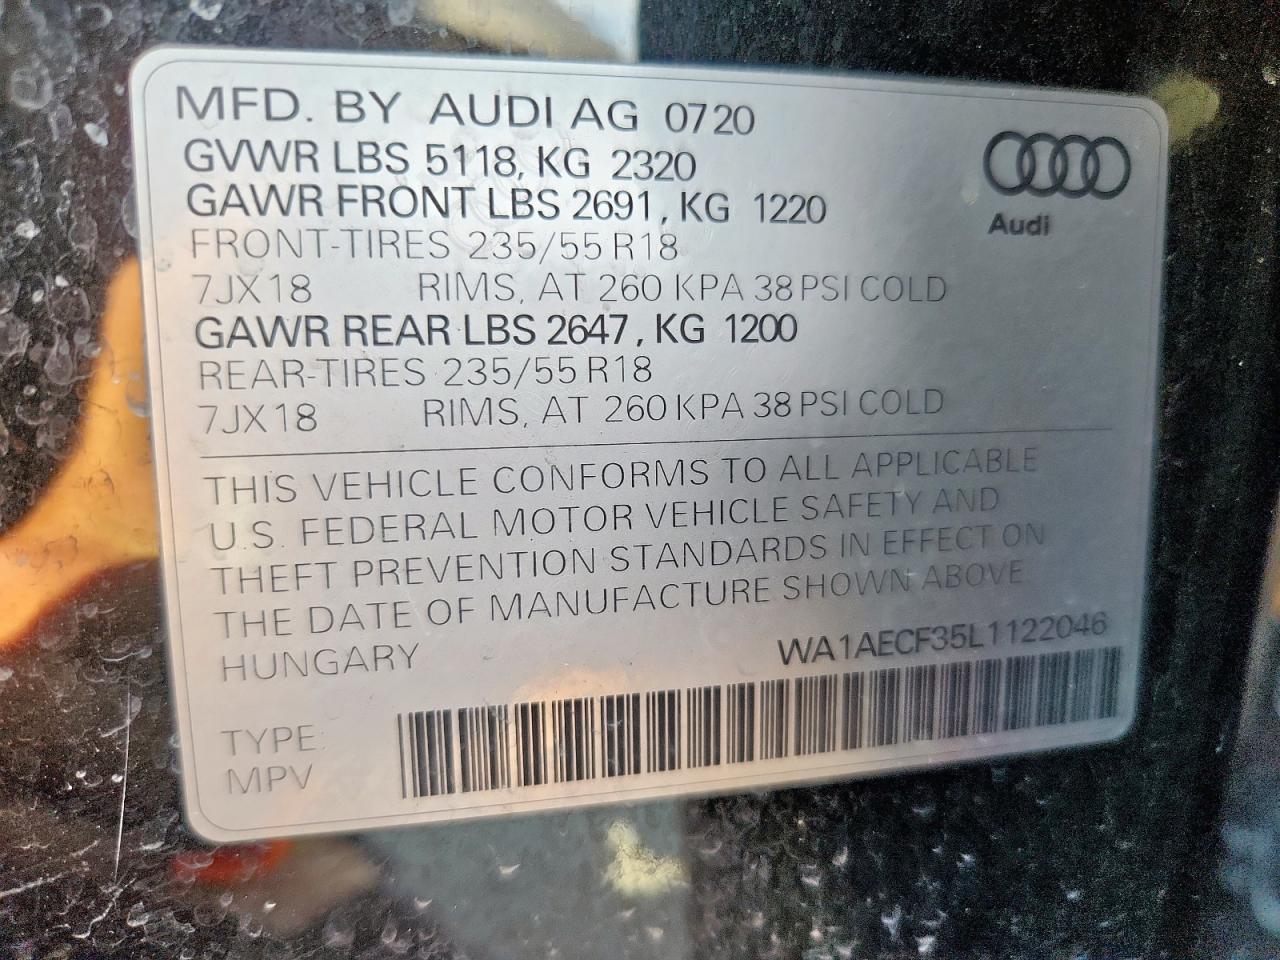 MFD. BY AUDI AG 0720
GVWR LBS 5118, KG 2320
GAWR FRONT LBS 2691, KG 1220
FRONT-TIRES 235/55 R18
7JX18 RIMS, AT 260 KPA 38 PSI COLD
GAWR REAR LBS 2647, KG 1200
REAR-TIRES 235/55 R18
7JX18 RIMS, AT 260 KPA 38 PSI COLD
Audi
THIS VEHICLE CONFORMS TO ALL APPLICABLE
U.S. FEDERAL MOTOR VEHICLE SAFETY AND
THEFT PREVENTION STANDARDS IN EFFECT ON
THE DATE OF MANUFACTURE SHOWN ABOVE
HUNGARY
WA1AECF35L1122046
TYPE:
MPV